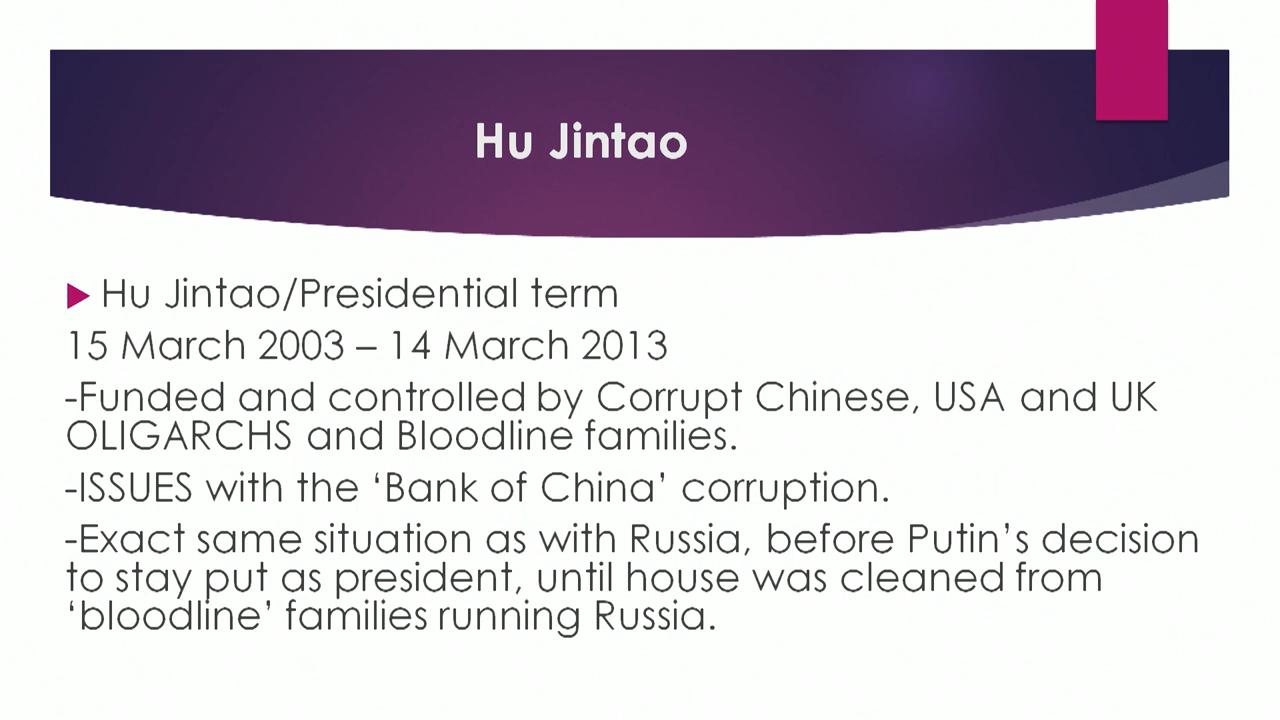 Hu Jintao
Hu Jintao/Presidential term
15 March 2003 – 14 March 2013
-Funded and controlled by Corrupt Chinese, USA and UK
OLIGARCHS and Bloodline families.
-ISSUES with the ‘Bank of China’ corruption.
-Exact same situation as with Russia, before Putin’s decision
to stay put as president, until house was cleaned from
‘bloodline’ families running Russia.